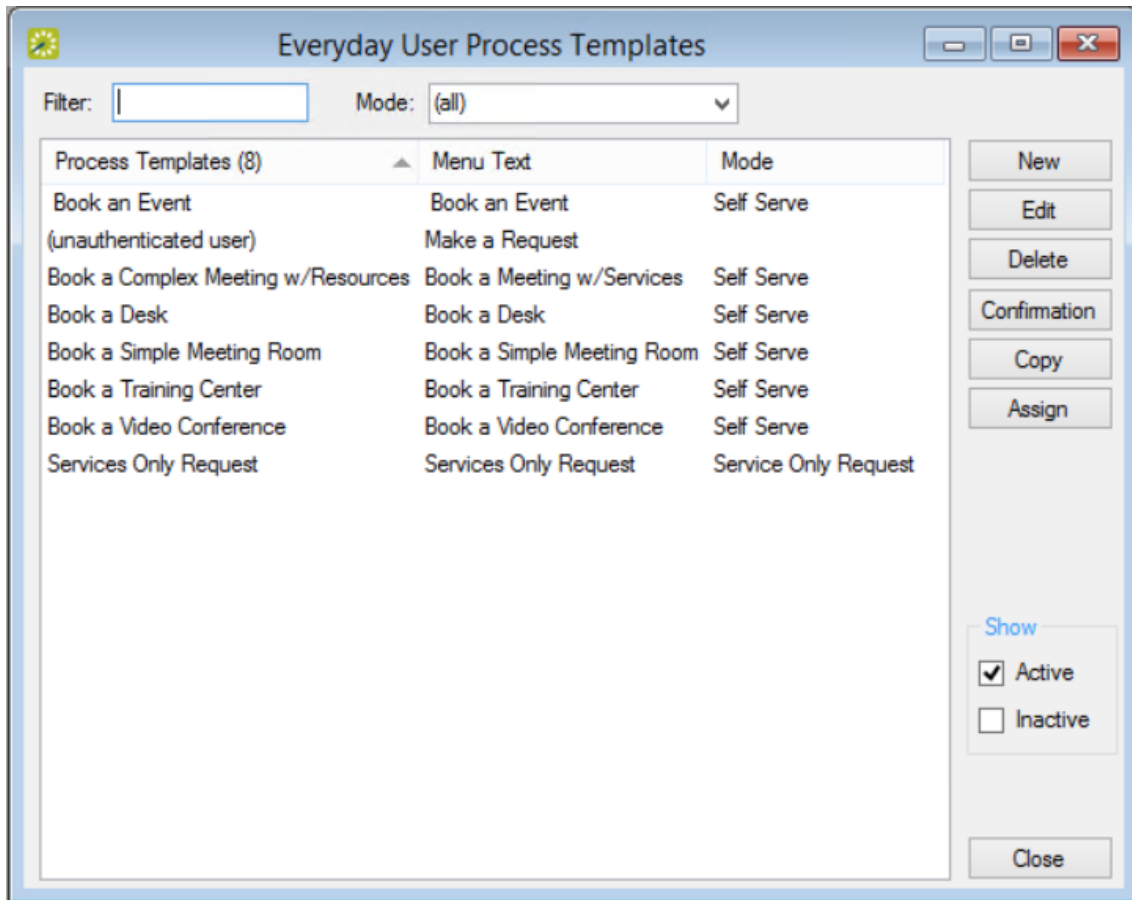 Everyday User Process Templates
Filter: Mode: (all)
Process Templates (8) Menu Text Mode
Book an Event Book an Event Self Serve
(unauthenticated user) Make a Request
Book a Complex Meeting w/Resources Book a Meeting w/Services Self Serve
Book a Desk Book a Desk Self Serve
Book a Simple Meeting Room Book a Simple Meeting Room Self Serve
Book a Training Center Book a Training Center Self Serve
Book a Video Conference Book a Video Conference Self Serve
Services Only Request Services Only Request Service Only Request
New
Edit
Delete
Confirmation
Copy
Assign
Show
Active
Inactive
Close